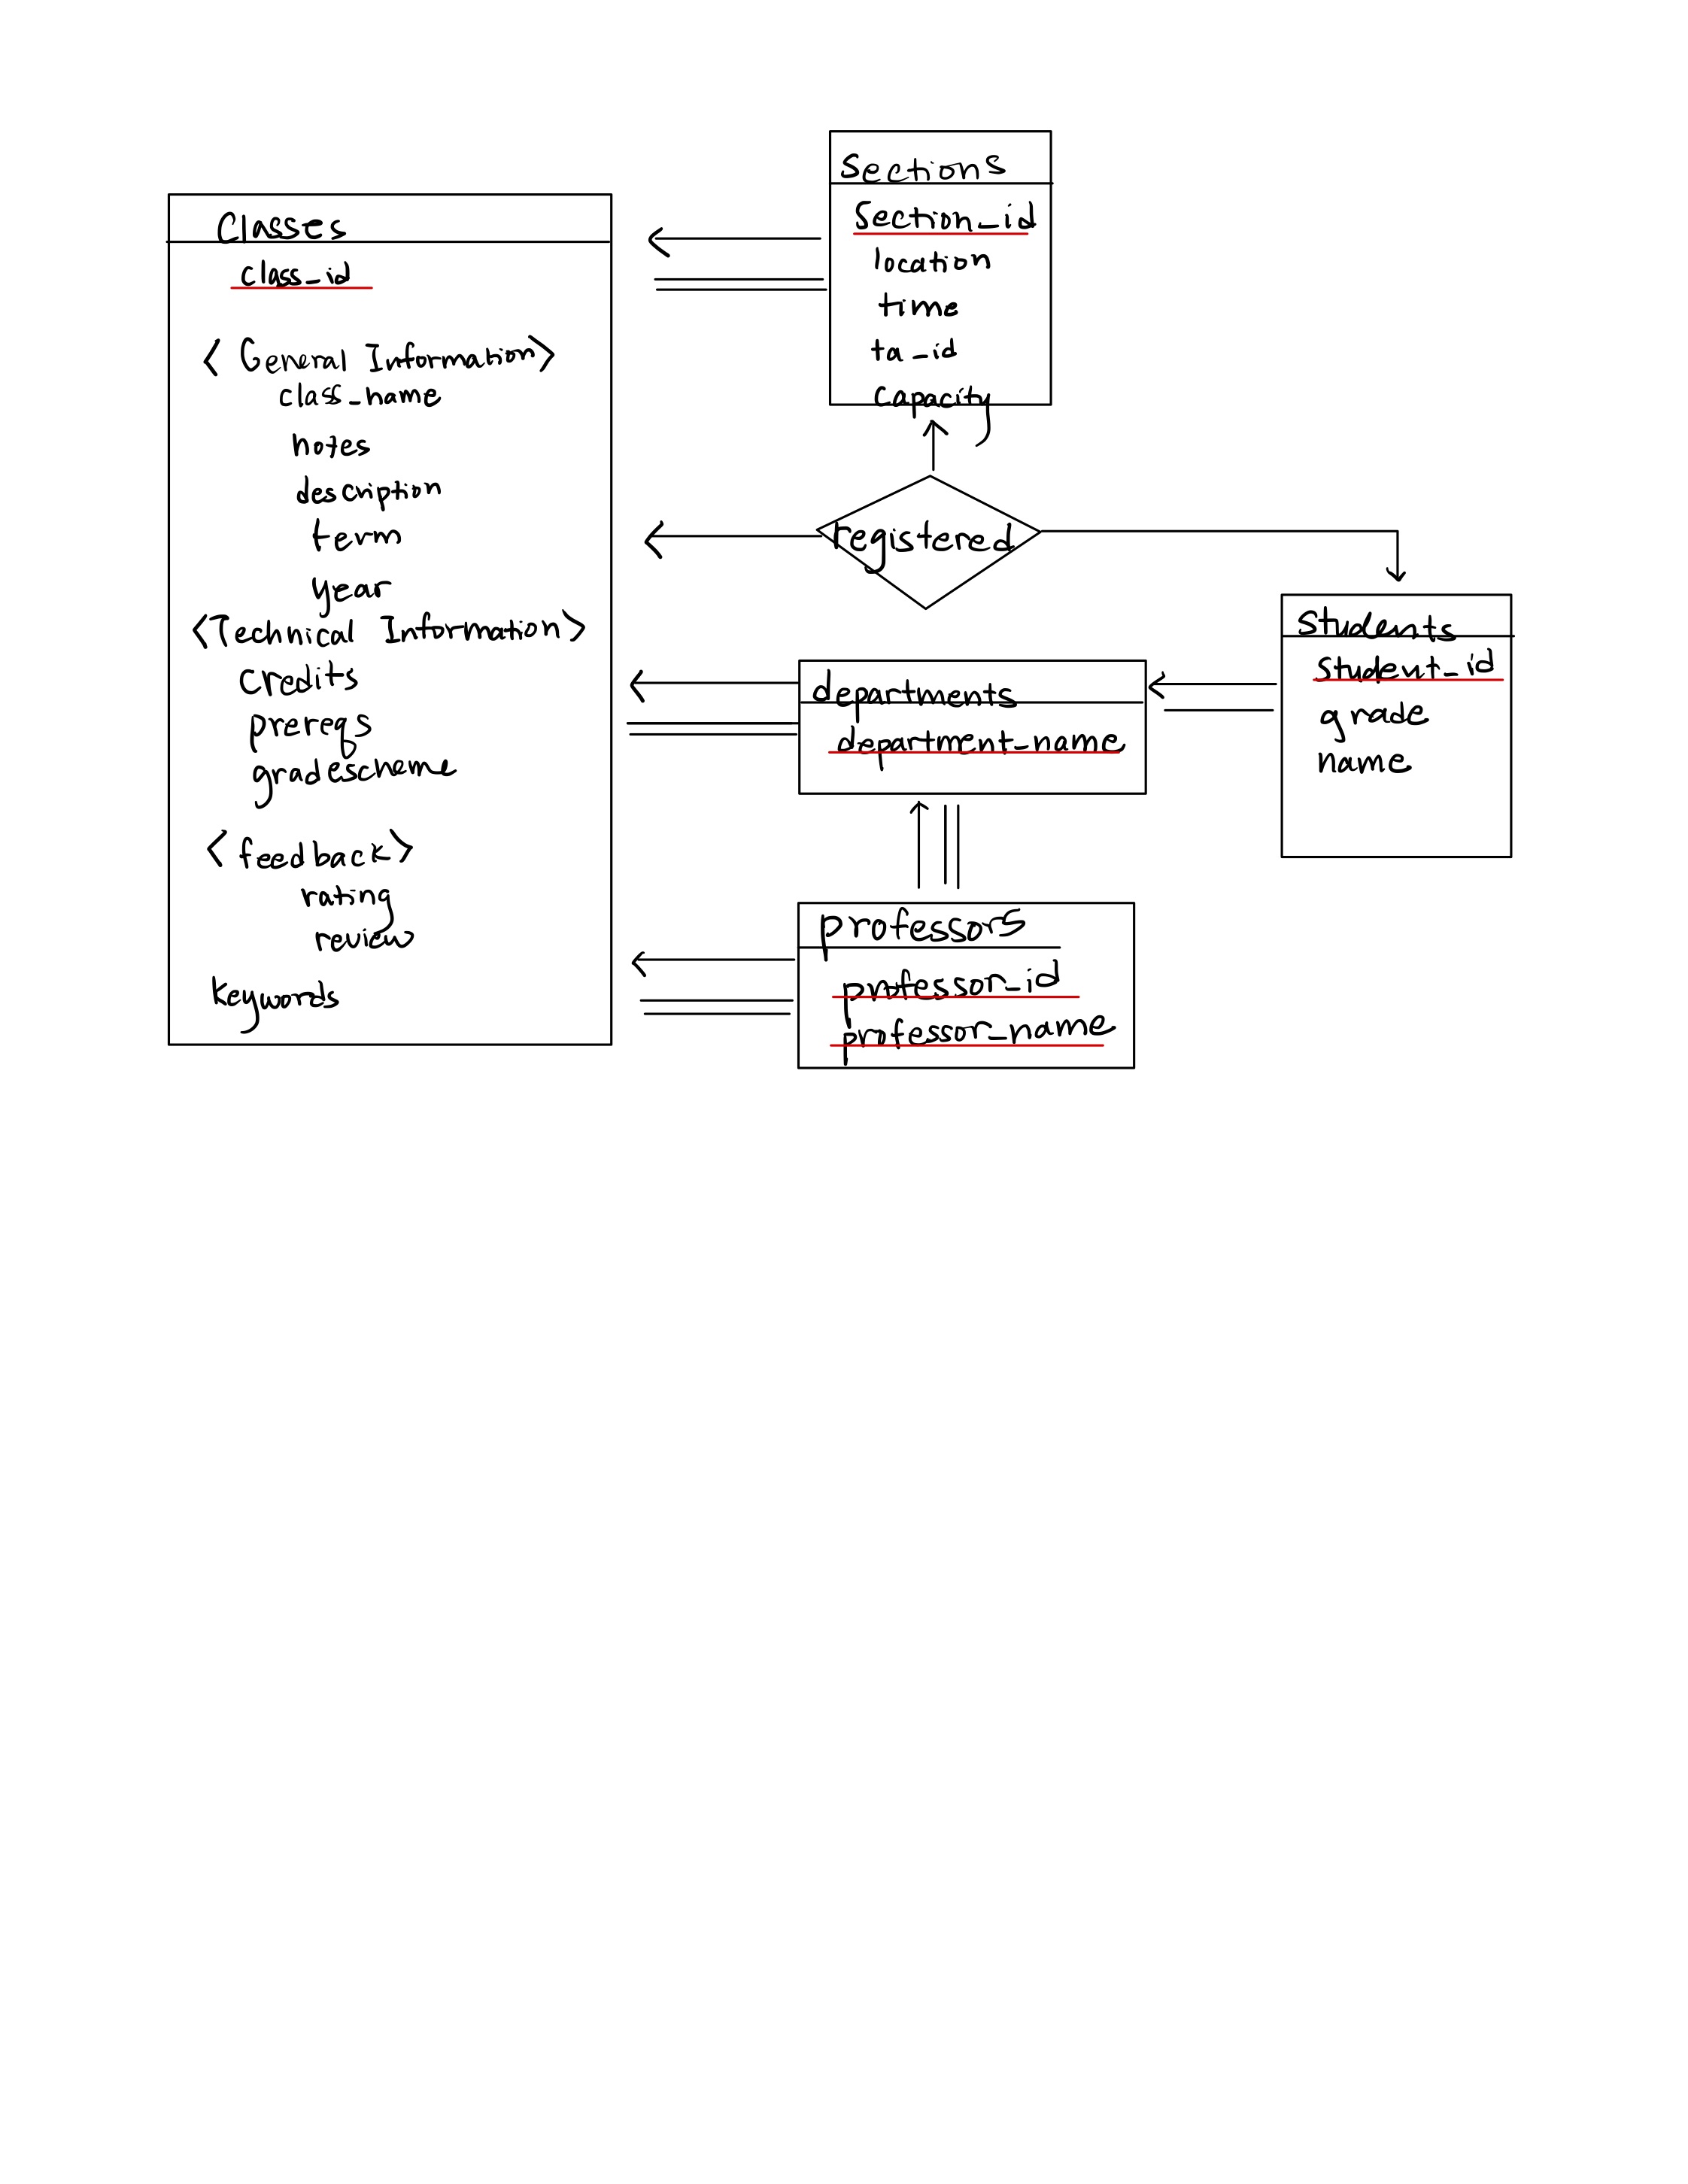 Classes
class_id
<General Information>
class_name
notes
description
term
year
<Technical Information>
credits
prereqs
gradescheme
<feedback>
rating
review
keywords
Sections
Section_id
location
time
ta_id
capacity
registered
students
student_id
grade
name
departments
department_name
professors
professor_id
professor_name